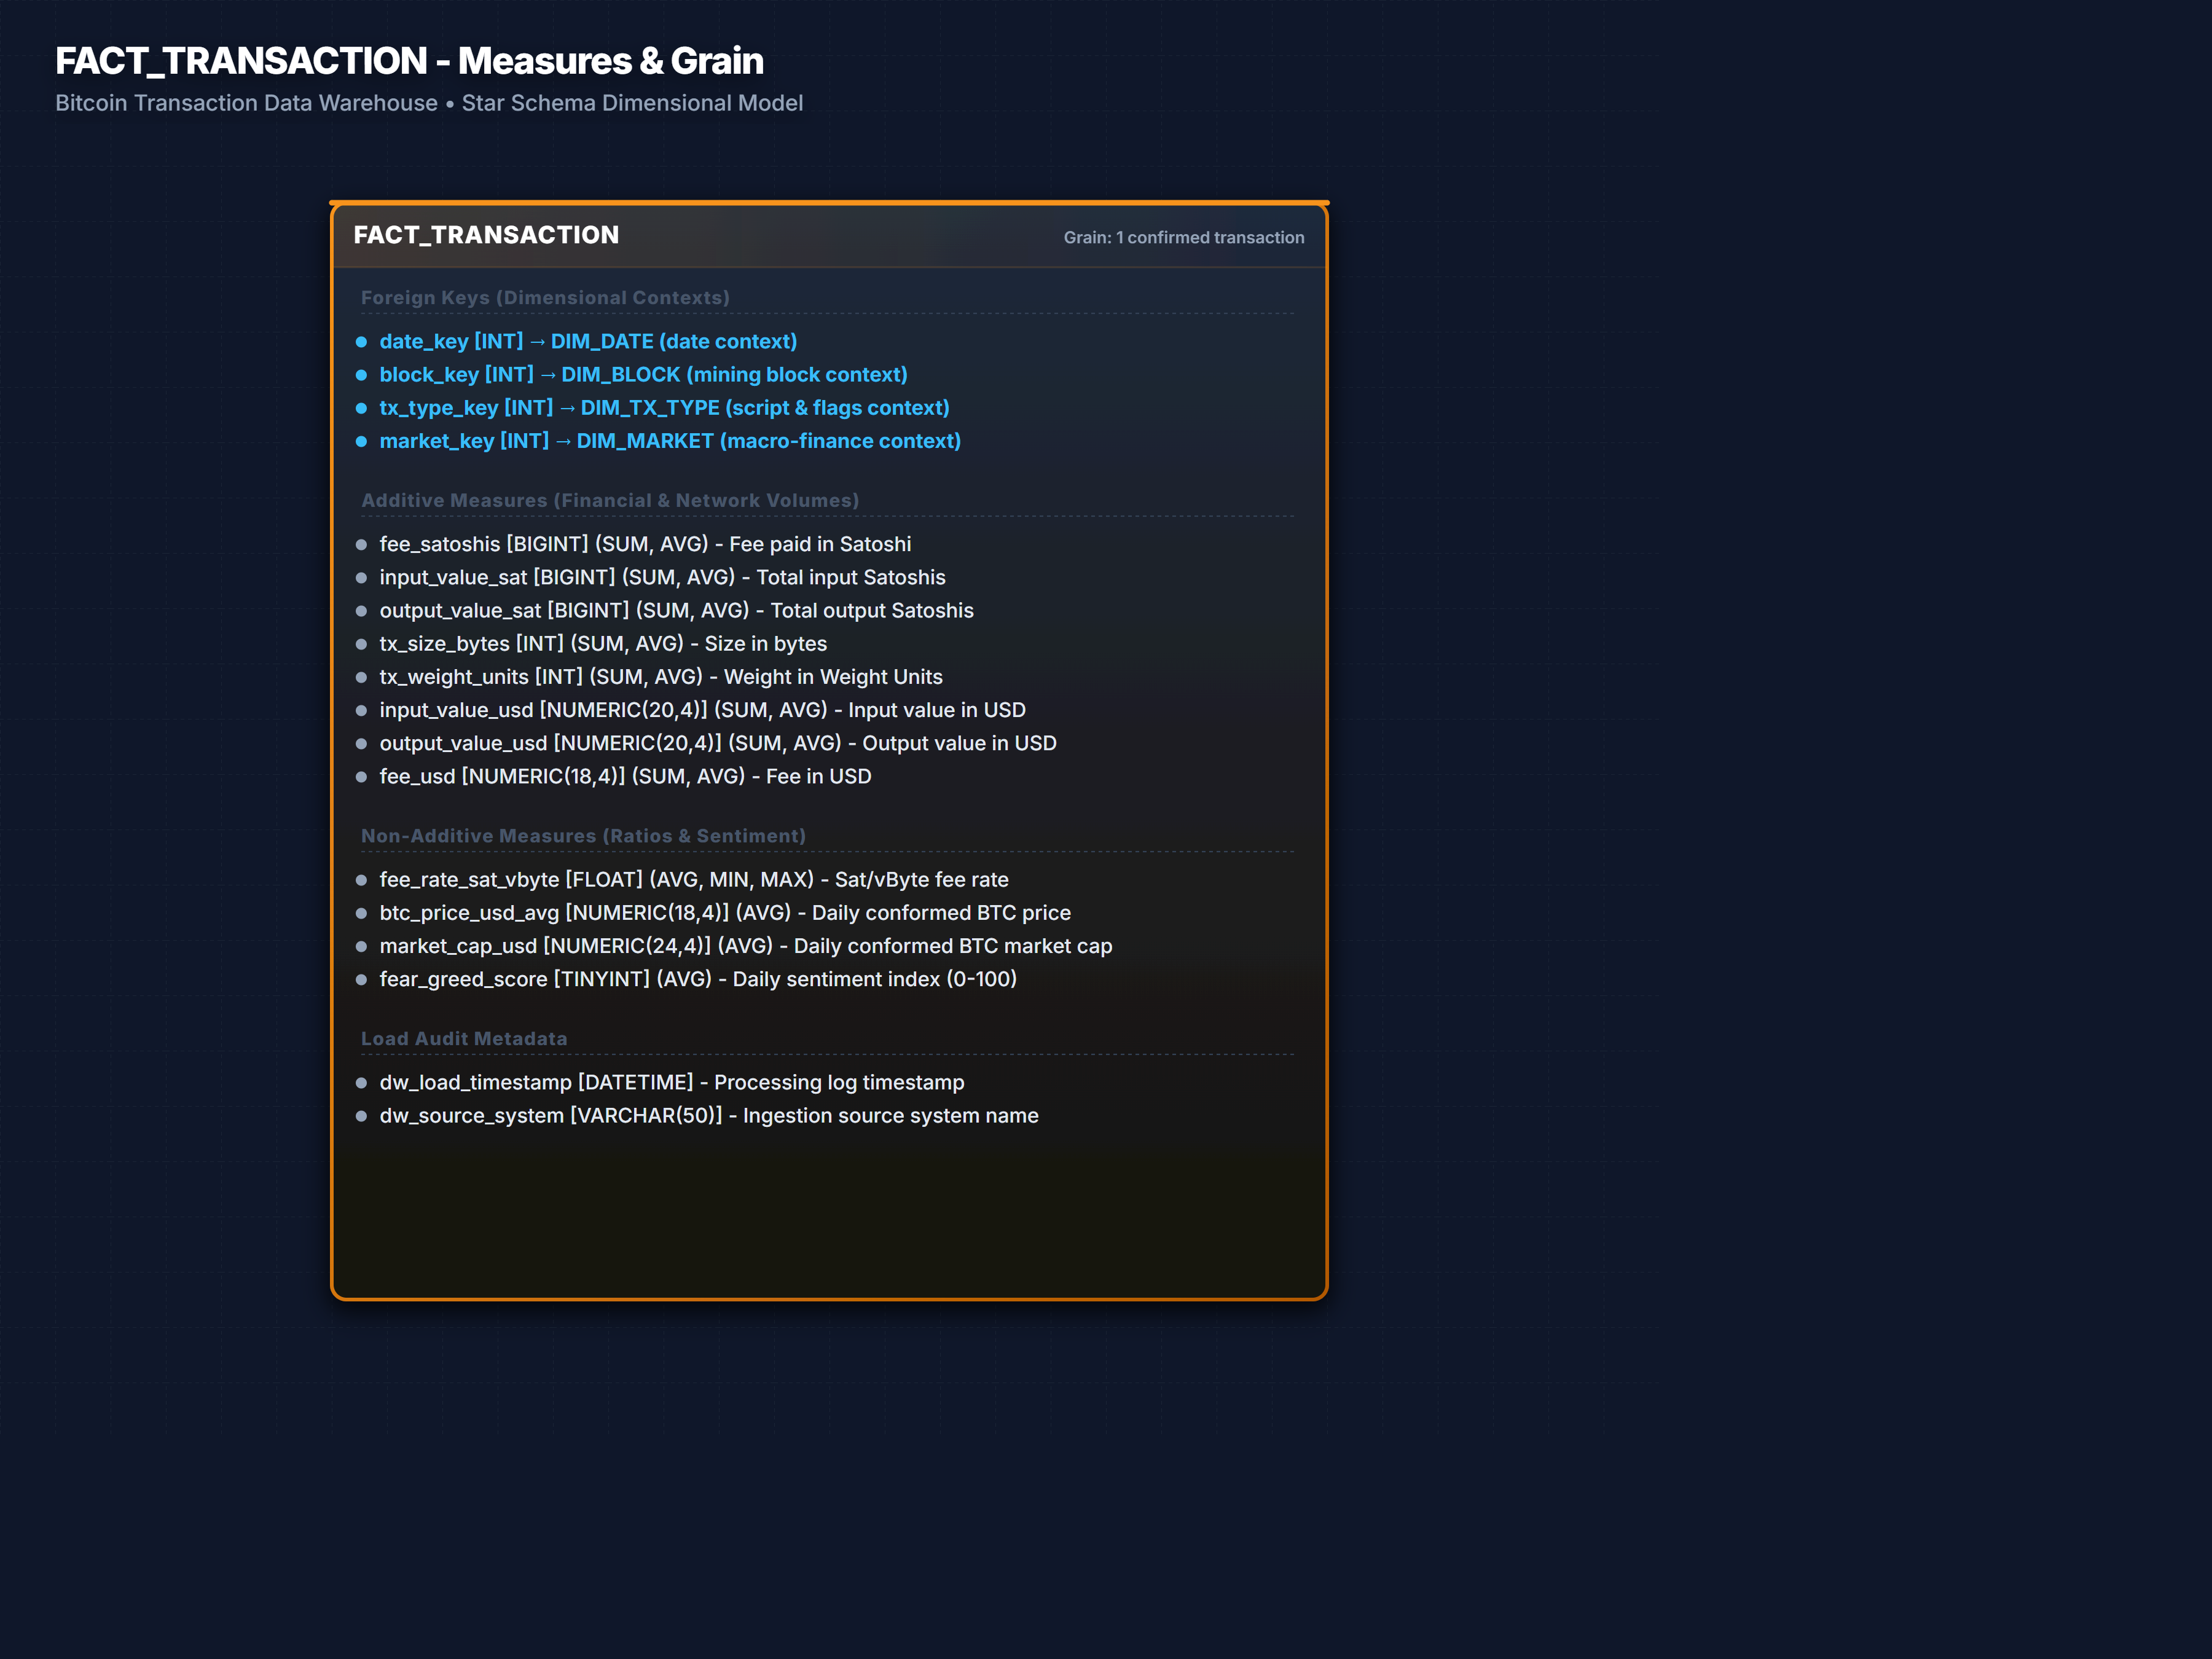 FACT_TRANSACTION - Measures & Grain
Bitcoin Transaction Data Warehouse • Star Schema Dimensional Model
FACT_TRANSACTION
Grain: 1 confirmed transaction
Foreign Keys (Dimensional Contexts)
date_key [INT] → DIM_DATE (date context)
block_key [INT] → DIM_BLOCK (mining block context)
tx_type_key [INT] → DIM_TX_TYPE (script & flags context)
market_key [INT] → DIM_MARKET (macro-finance context)
Additive Measures (Financial & Network Volumes)
fee_satoshis [BIGINT] (SUM, AVG) - Fee paid in Satoshi
input_value_sat [BIGINT] (SUM, AVG) - Total input Satoshis
output_value_sat [BIGINT] (SUM, AVG) - Total output Satoshis
tx_size_bytes [INT] (SUM, AVG) - Size in bytes
tx_weight_units [INT] (SUM, AVG) - Weight in Weight Units
input_value_usd [NUMERIC(20,4)] (SUM, AVG) - Input value in USD
output_value_usd [NUMERIC(20,4)] (SUM, AVG) - Output value in USD
fee_usd [NUMERIC(18,4)] (SUM, AVG) - Fee in USD
Non-Additive Measures (Ratios & Sentiment)
fee_rate_sat_vbyte [FLOAT] (AVG, MIN, MAX) - Sat/vByte fee rate
btc_price_usd_avg [NUMERIC(18,4)] (AVG) - Daily conformed BTC price
market_cap_usd [NUMERIC(24,4)] (AVG) - Daily conformed BTC market cap
fear_greed_score [TINYINT] (AVG) - Daily sentiment index (0-100)
Load Audit Metadata
dw_load_timestamp [DATETIME] - Processing log timestamp
dw_source_system [VARCHAR(50)] - Ingestion source system name